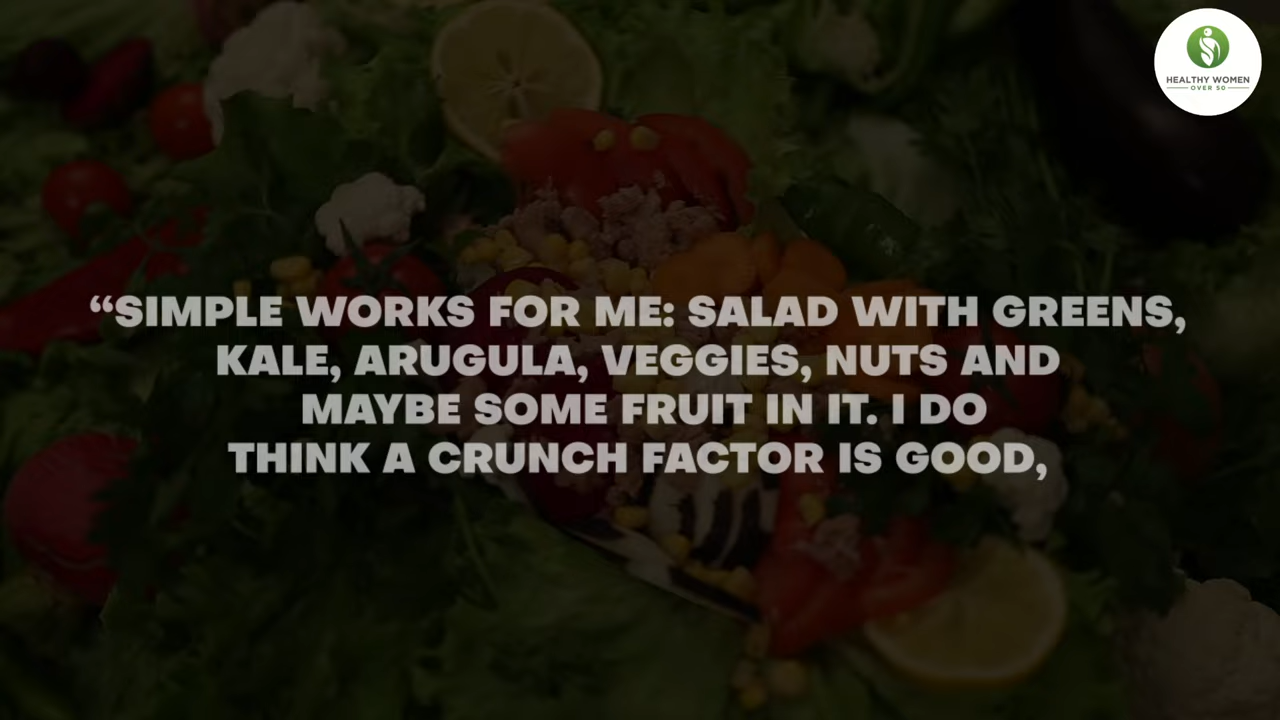 HEALTHY WOMEN
OVER 50
“SIMPLE WORKS FOR ME: SALAD WITH GREENS,
KALE, ARUGULA, VEGGIES, NUTS AND
MAYBE SOME FRUIT IN IT. I DO
THINK A CRUNCH FACTOR IS GOOD,